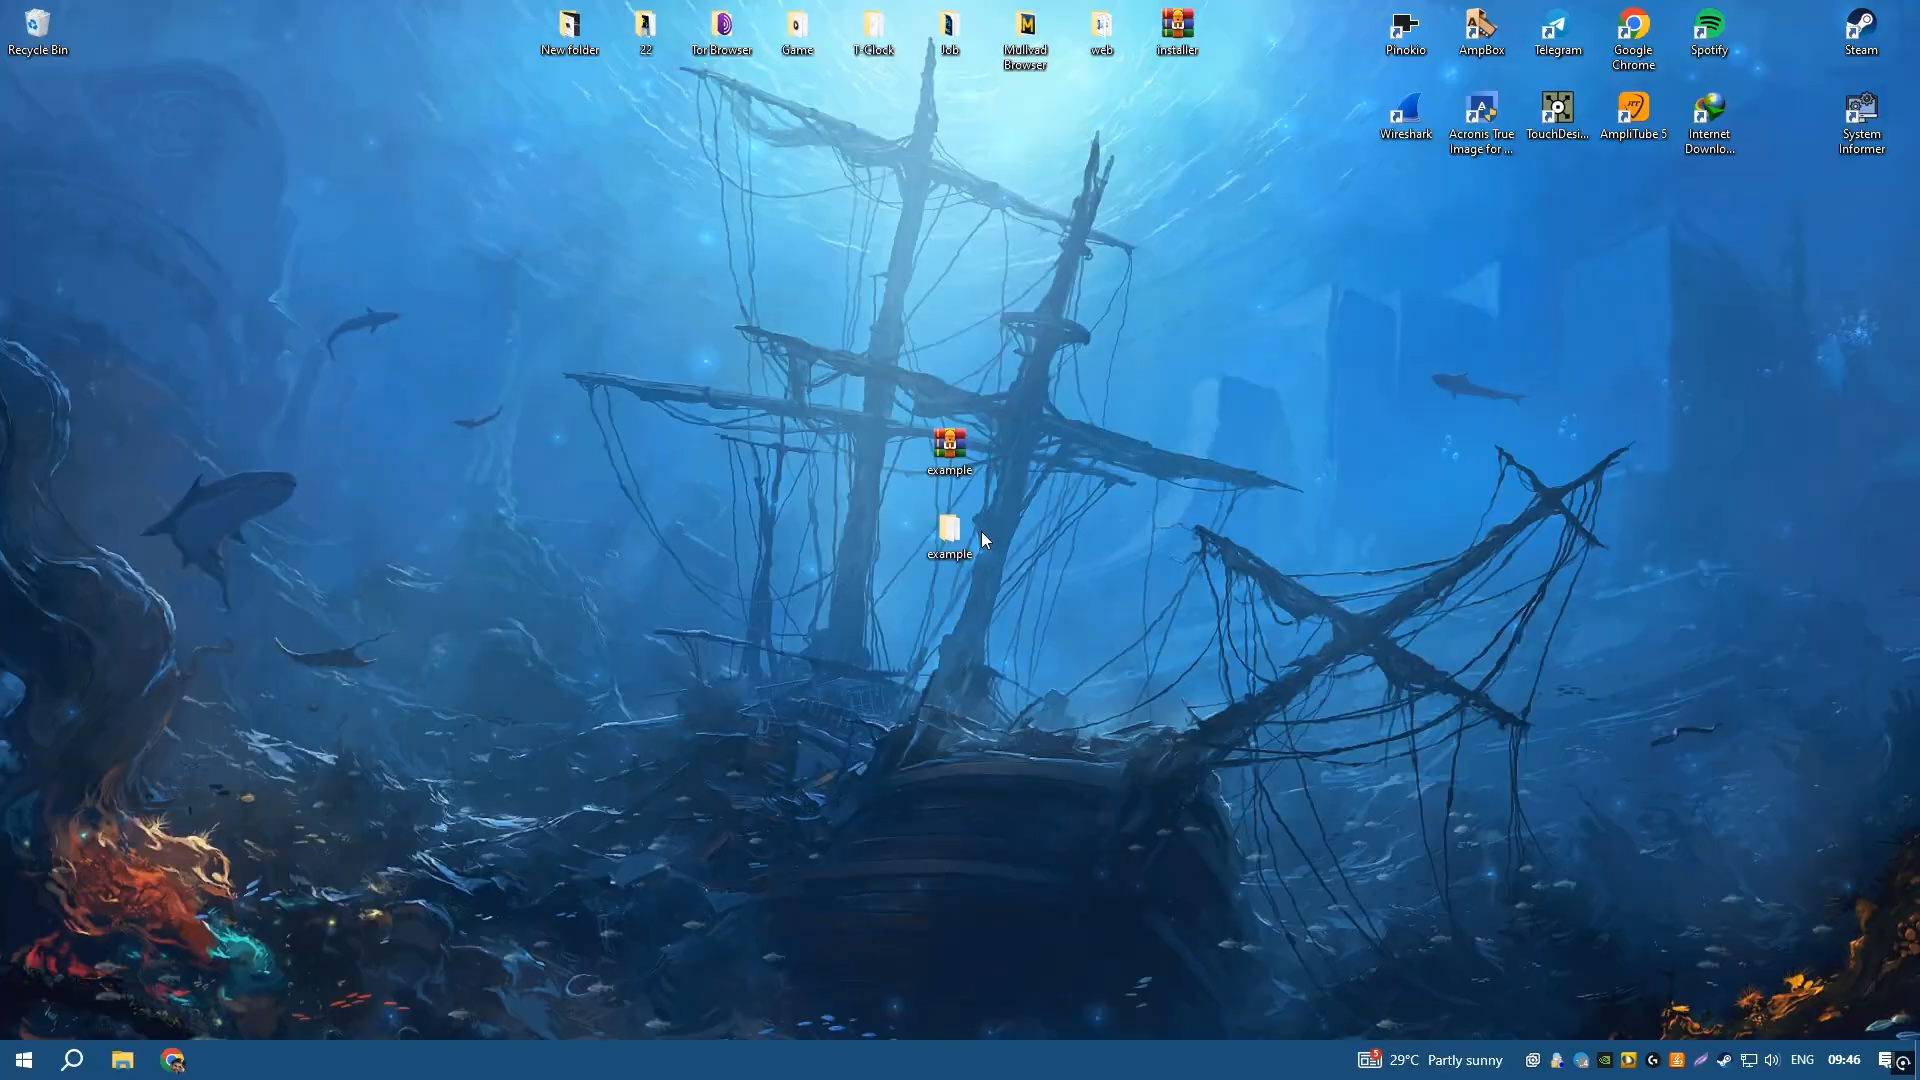 Recycle Bin
New folder
22
Tor Browser
Game
T-Clock
Job
Mullvad
Browser
web
installer
Pinokio
AmpBox
Telegram
Google
Chrome
Spotify
Steam
Wireshark
Acronis True
Image for ...
TouchDesi...
AmpliTube 5
Internet
Downlo...
System
Informer
example
example
5
29°C Partly sunny
ENG
09:46